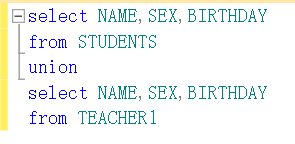 select NAME,SEX,BIRTHDAY
from STUDENTS
union
select NAME,SEX,BIRTHDAY
from TEACHER1